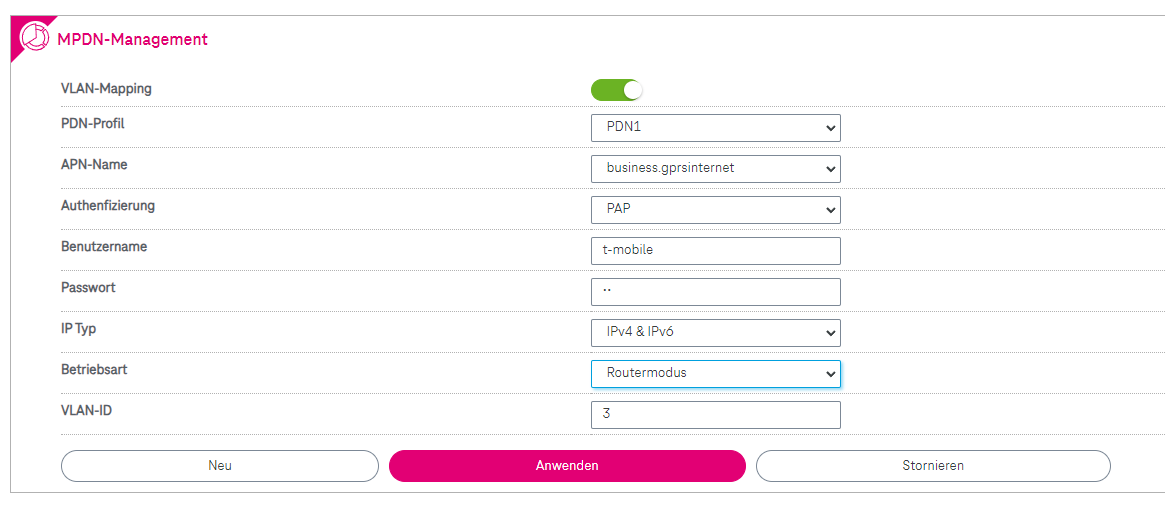 MPDN-Management
VLAN-Mapping
PDN-Profil PDN1
APN-Name business.gprsinternet
Authenfizierung PAP
Benutzername t-mobile
Passwort ··
IP Typ IPv4 & IPv6
Betriebsart Routermodus
VLAN-ID 3
Neu Anwenden Stornieren